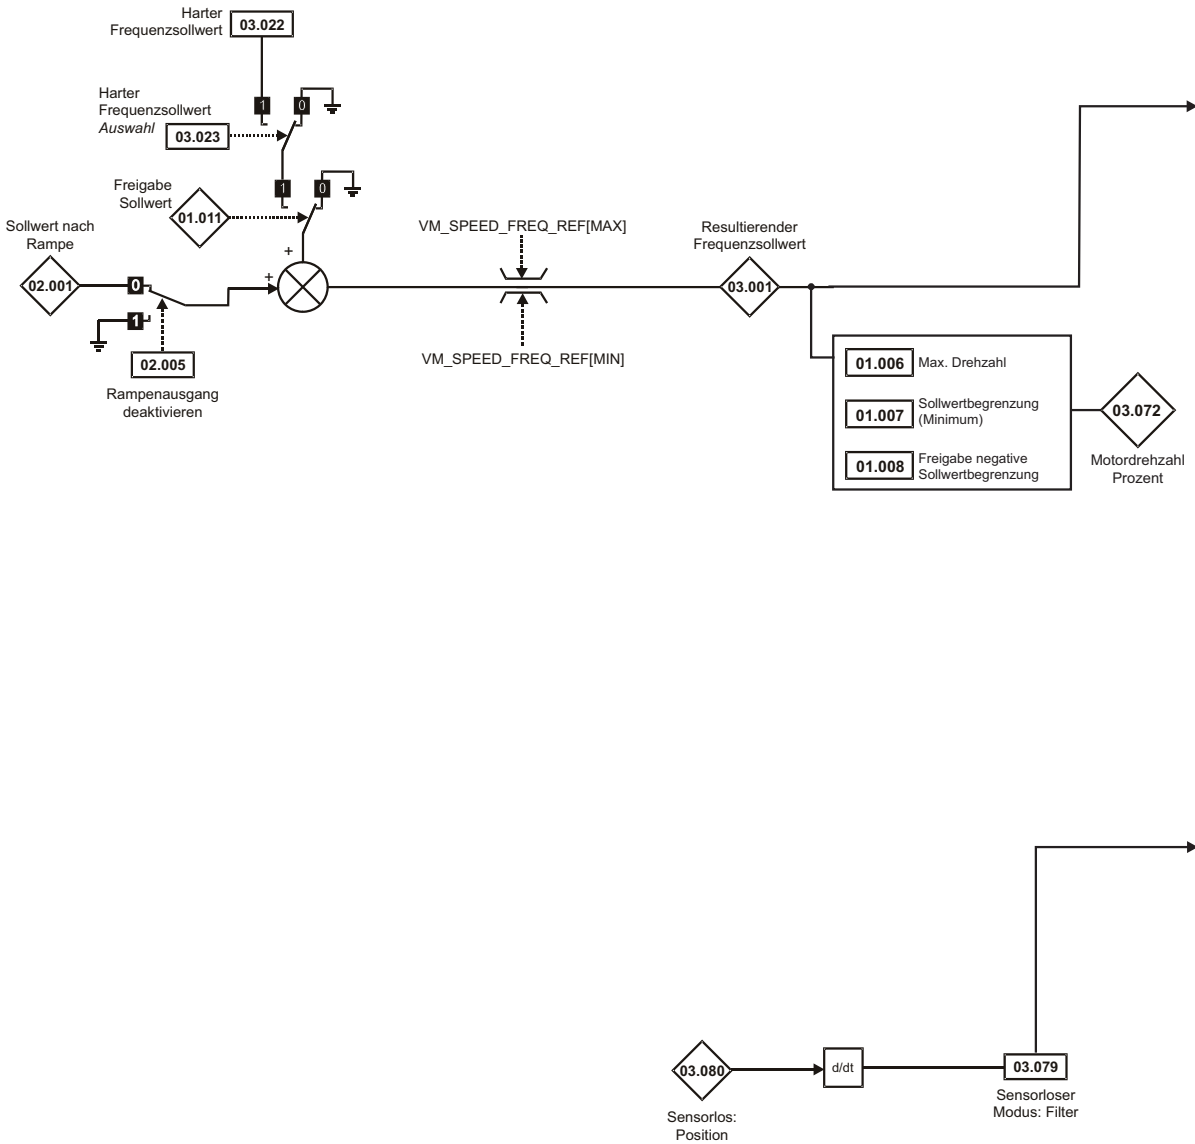 Harter
Frequenzsollwert
03.022
1
0
Harter
Frequenzsollwert
Auswahl
03.023
1
0
Freigabe
Sollwert
01.011
+
Sollwert nach
Rampe
02.001
0
+
1
02.005
Rampenausgang
deaktivieren
VM_SPEED_FREQ_REF[MAX]
VM_SPEED_FREQ_REF[MIN]
Resultierender
Frequenzsollwert
03.001
01.006 Max. Drehzahl
01.007
Sollwertbegrenzung
(Minimum)
01.008
Freigabe negative
Sollwertbegrenzung
03.072
Motordrehzahl
Prozent
03.080
Sensorlos:
Position
d/dt
03.079
Sensorloser
Modus: Filter